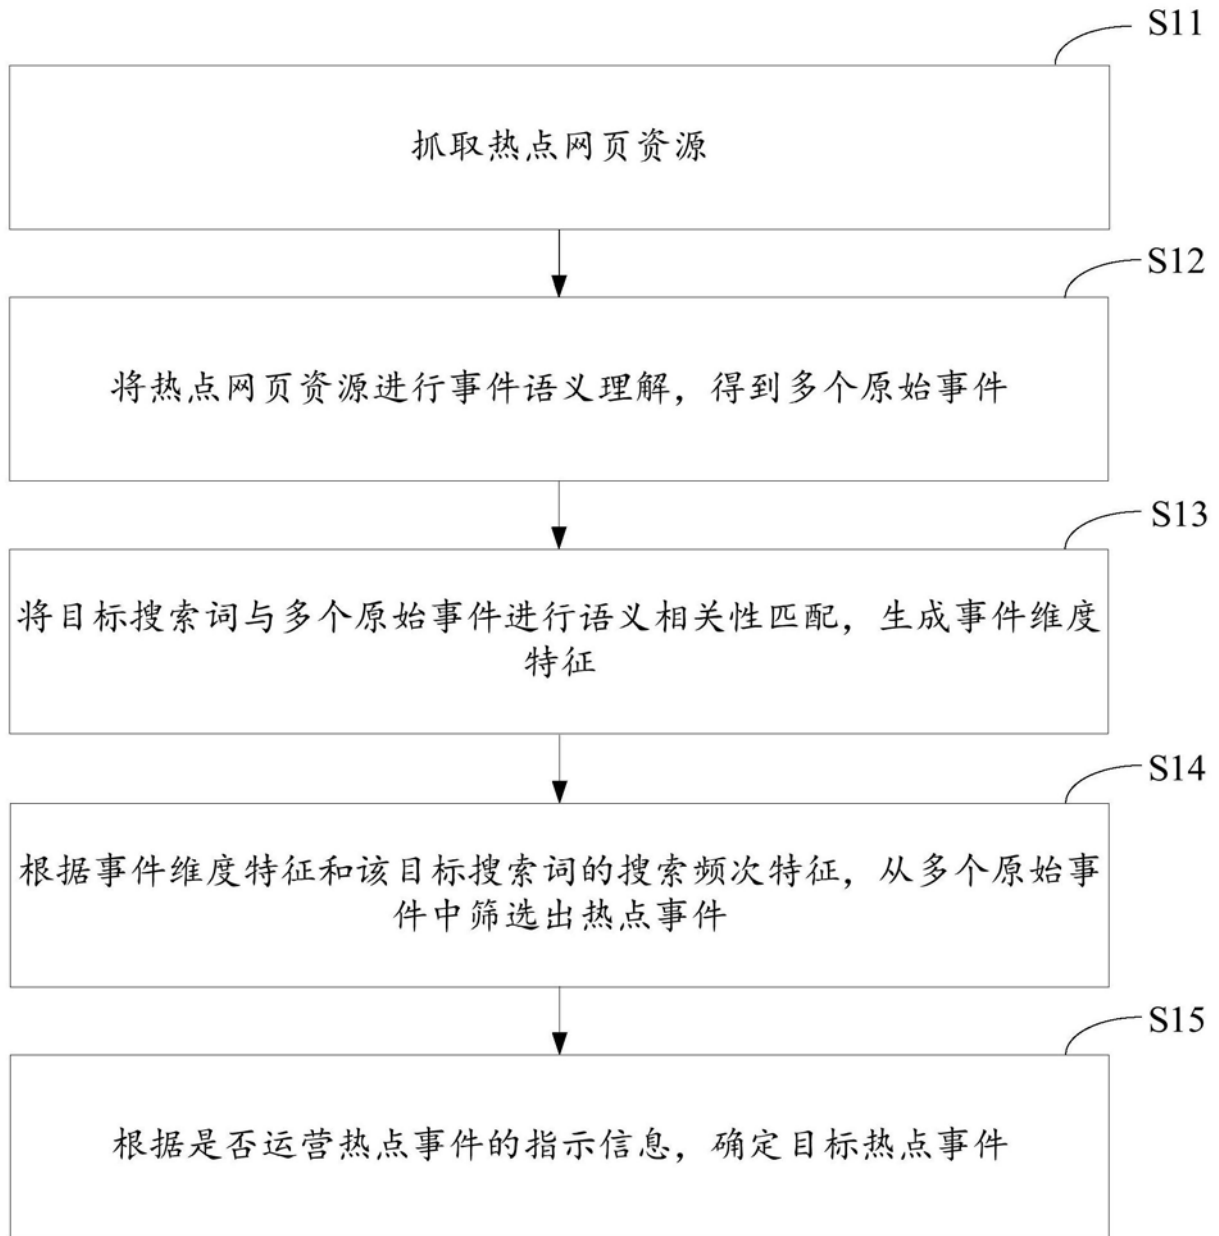 S11
抓取热点网页资源
S12
将热点网页资源进行事件语义理解，得到多个原始事件
S13
将目标搜索词与多个原始事件进行语义相关性匹配，生成事件维度
特征
S14
根据事件维度特征和该目标搜索词的搜索频次特征，从多个原始事
件中筛选出热点事件
S15
根据是否运营热点事件的指示信息，确定目标热点事件